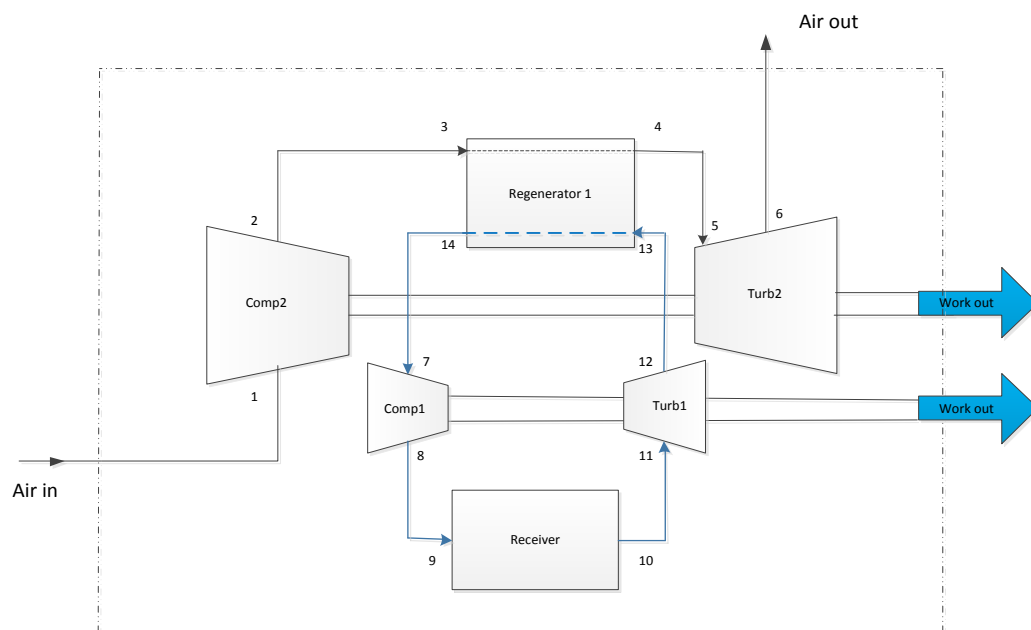 Air out
3
4
Regenerator 1
2
14
13
5
6
Comp2
Turb2
Work out
1
7
12
Comp1
Turb1
Work out
8
11
Air in
Receiver
9
10